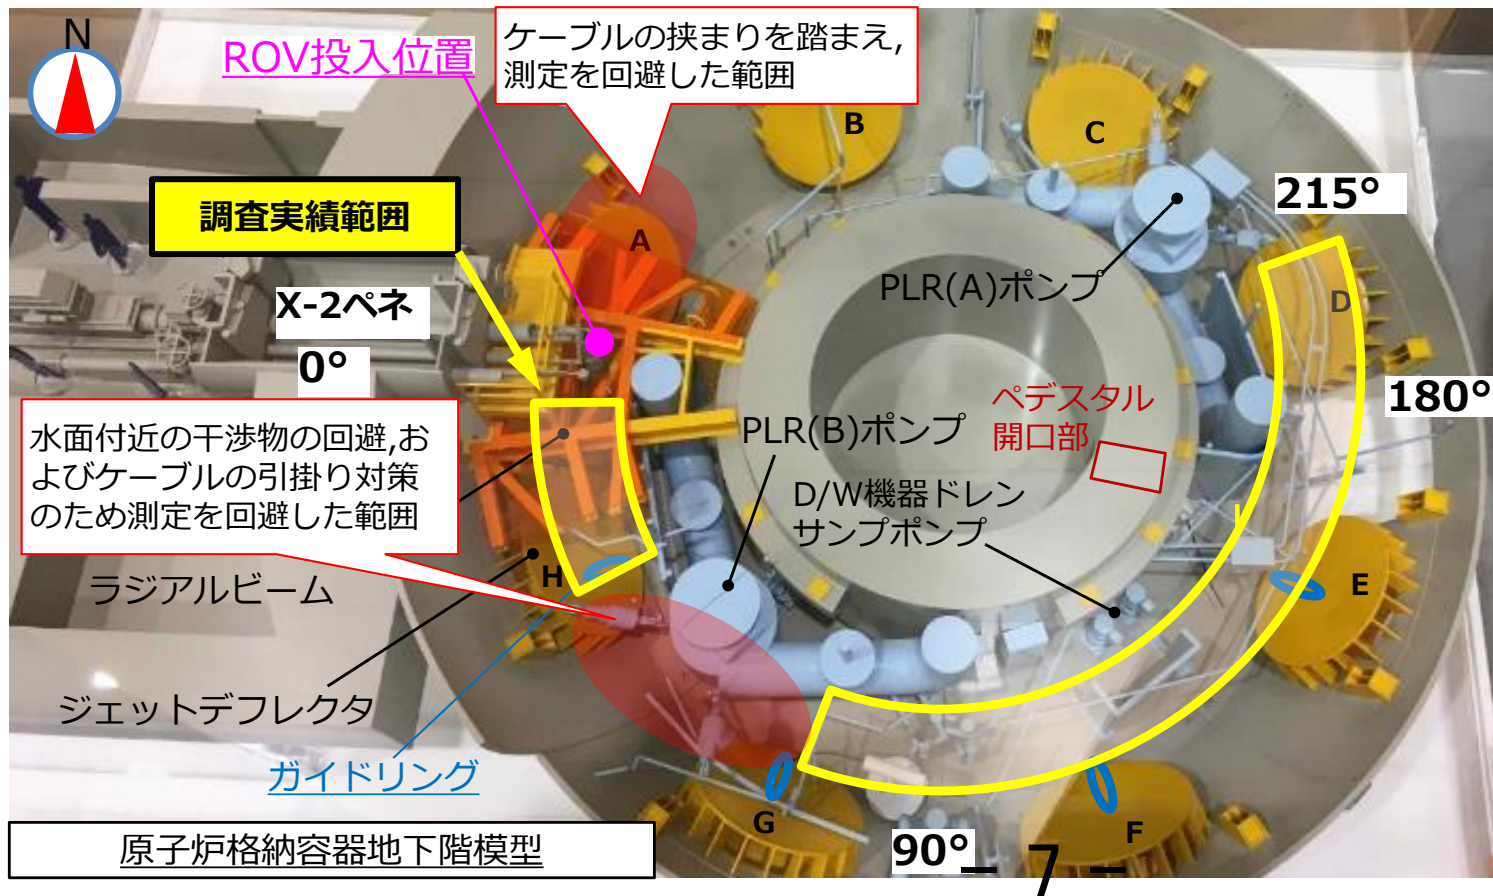 N
ROV投入位置
ケーブルの挟まりを踏まえ,
測定を回避した範囲
B
C
調査実績範囲
A
215°
PLR(A)ポンプ
D
X-2ペネ
0°
180°
ペデスタル
開口部
PLR(B)ポンプ
水面付近の干渉物の回避,お
よびケーブルの引掛り対策
のため測定を回避した範囲
D/W機器ドレン
サンプポンプ
H
E
ラジアルビーム
ジェットデフレクタ
ガイドリング
G
F
原子炉格納容器地下階模型
90°
- 7 -